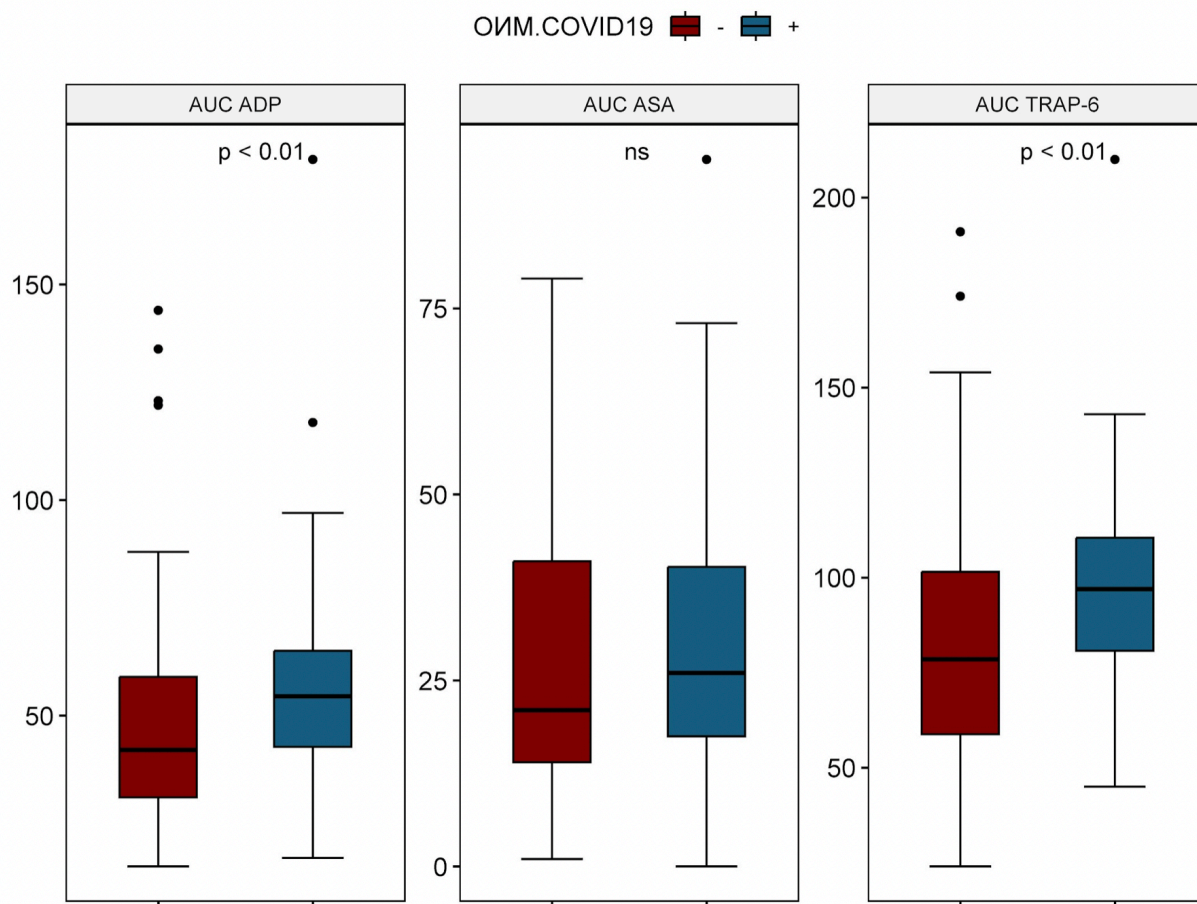 ОИМ.COVID19 - +
AUC ADP
p < 0.01
150
100
50
AUC ASA
ns
75
50
25
0
AUC TRAP-6
p < 0.01
200
150
100
50